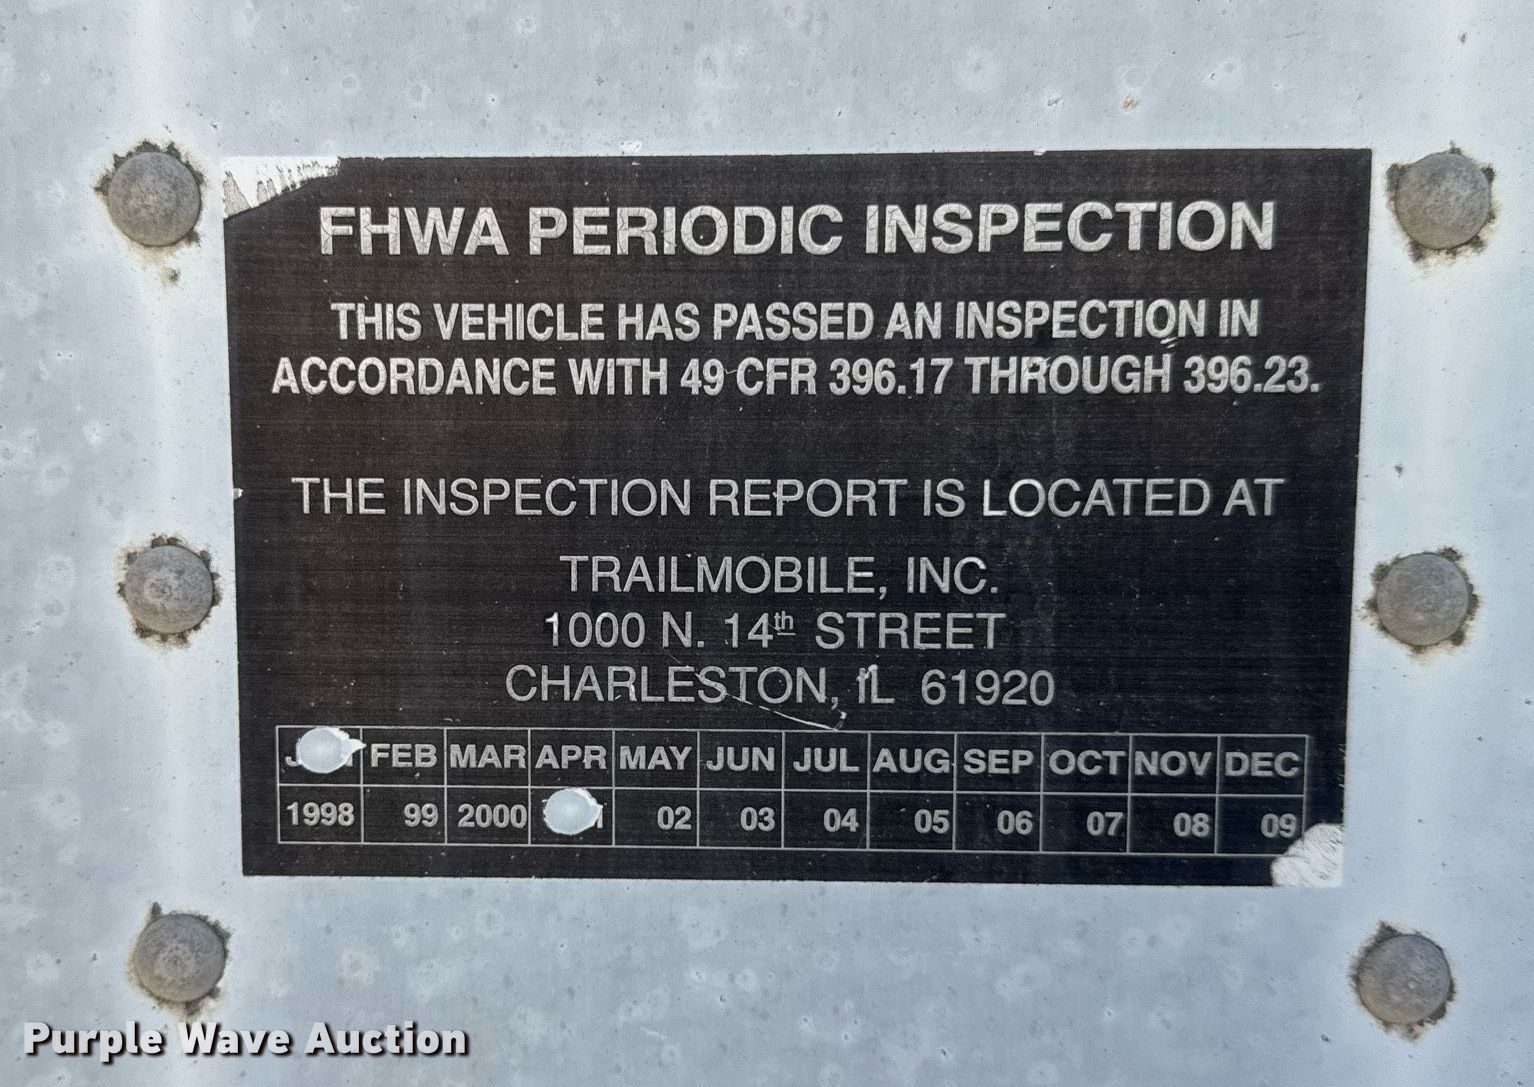 FHWA PERIODIC INSPECTION
THIS VEHICLE HAS PASSED AN INSPECTION IN
ACCORDANCE WITH 49 CFR 396.17 THROUGH 396.23.
THE INSPECTION REPORT IS LOCATED AT
TRAILMOBILE, INC.
1000 N. 14th STREET
CHARLESTON, IL 61920
FEB MAR APR MAY JUN JUL AUG SEP OCT NOV DEC
1998 99 2000 02 03 04 05 06 07 08 09
Purple Wave Auction